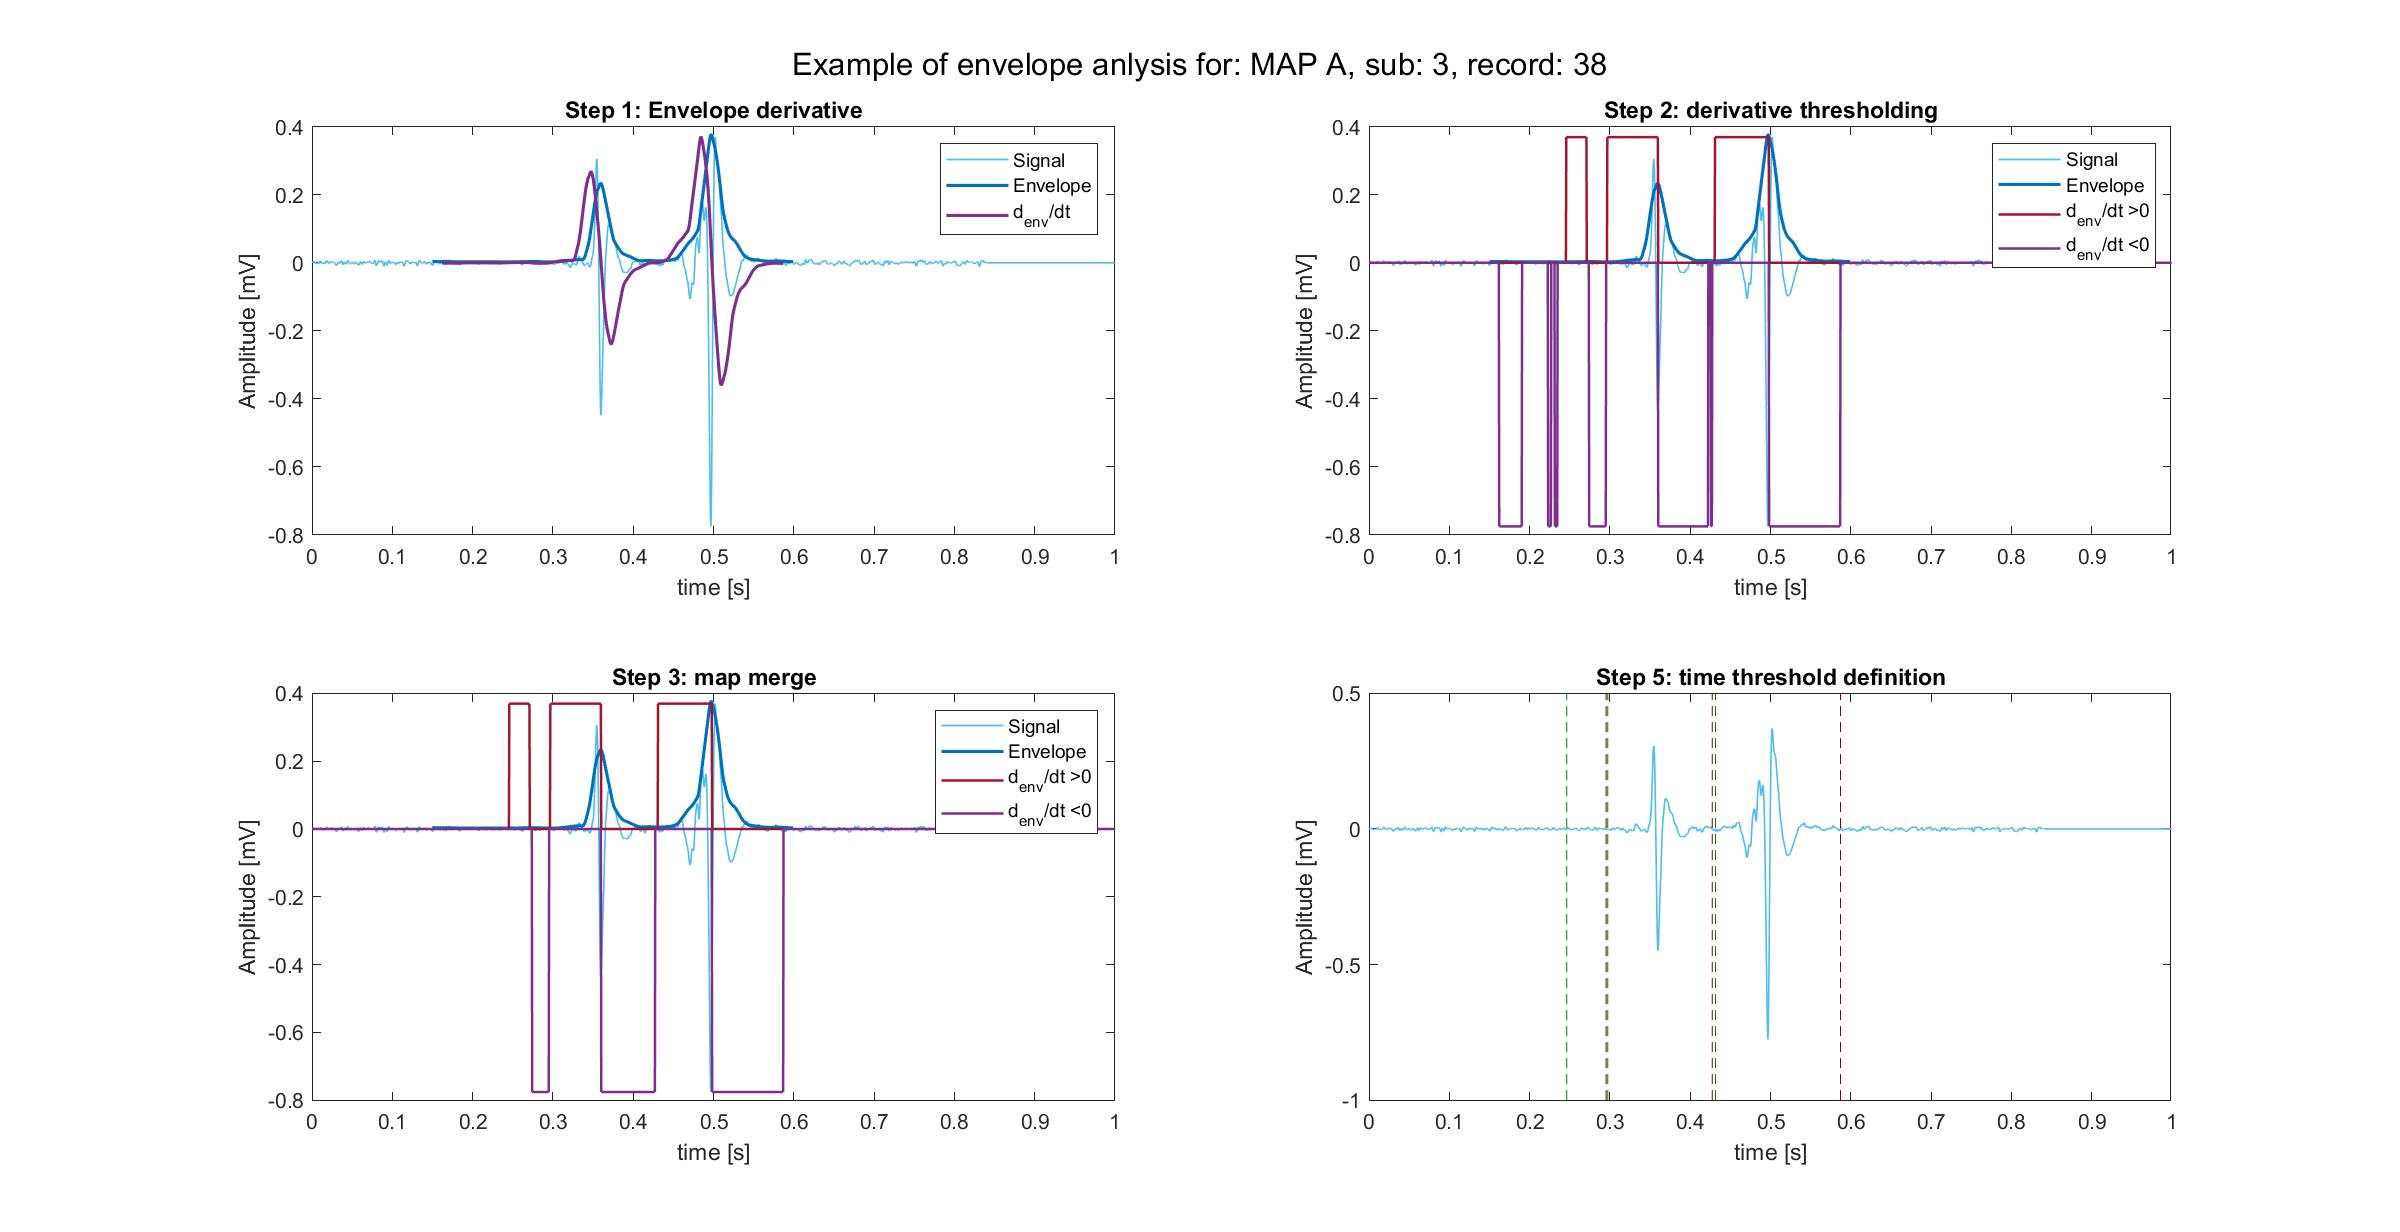 Example of envelope anlysis for: MAP A, sub: 3, record: 38
Step 1: Envelope derivative
0.4
0.2
0
-0.2
-0.4
-0.6
-0.8
Amplitude [mV]
0 0.1 0.2 0.3 0.4 0.5 0.6 0.7 0.8 0.9 1
time [s]
Signal
Envelope
d_env/dt
Step 2: derivative thresholding
0.4
0.2
0
-0.2
-0.4
-0.6
-0.8
Amplitude [mV]
0 0.1 0.2 0.3 0.4 0.5 0.6 0.7 0.8 0.9 1
time [s]
Signal
Envelope
d_env/dt >0
d_env/dt <0
Step 3: map merge
0.4
0.2
0
-0.2
-0.4
-0.6
-0.8
Amplitude [mV]
0 0.1 0.2 0.3 0.4 0.5 0.6 0.7 0.8 0.9 1
time [s]
Signal
Envelope
d_env/dt >0
d_env/dt <0
Step 5: time threshold definition
0.5
0
-0.5
-1
Amplitude [mV]
0 0.1 0.2 0.3 0.4 0.5 0.6 0.7 0.8 0.9 1
time [s]